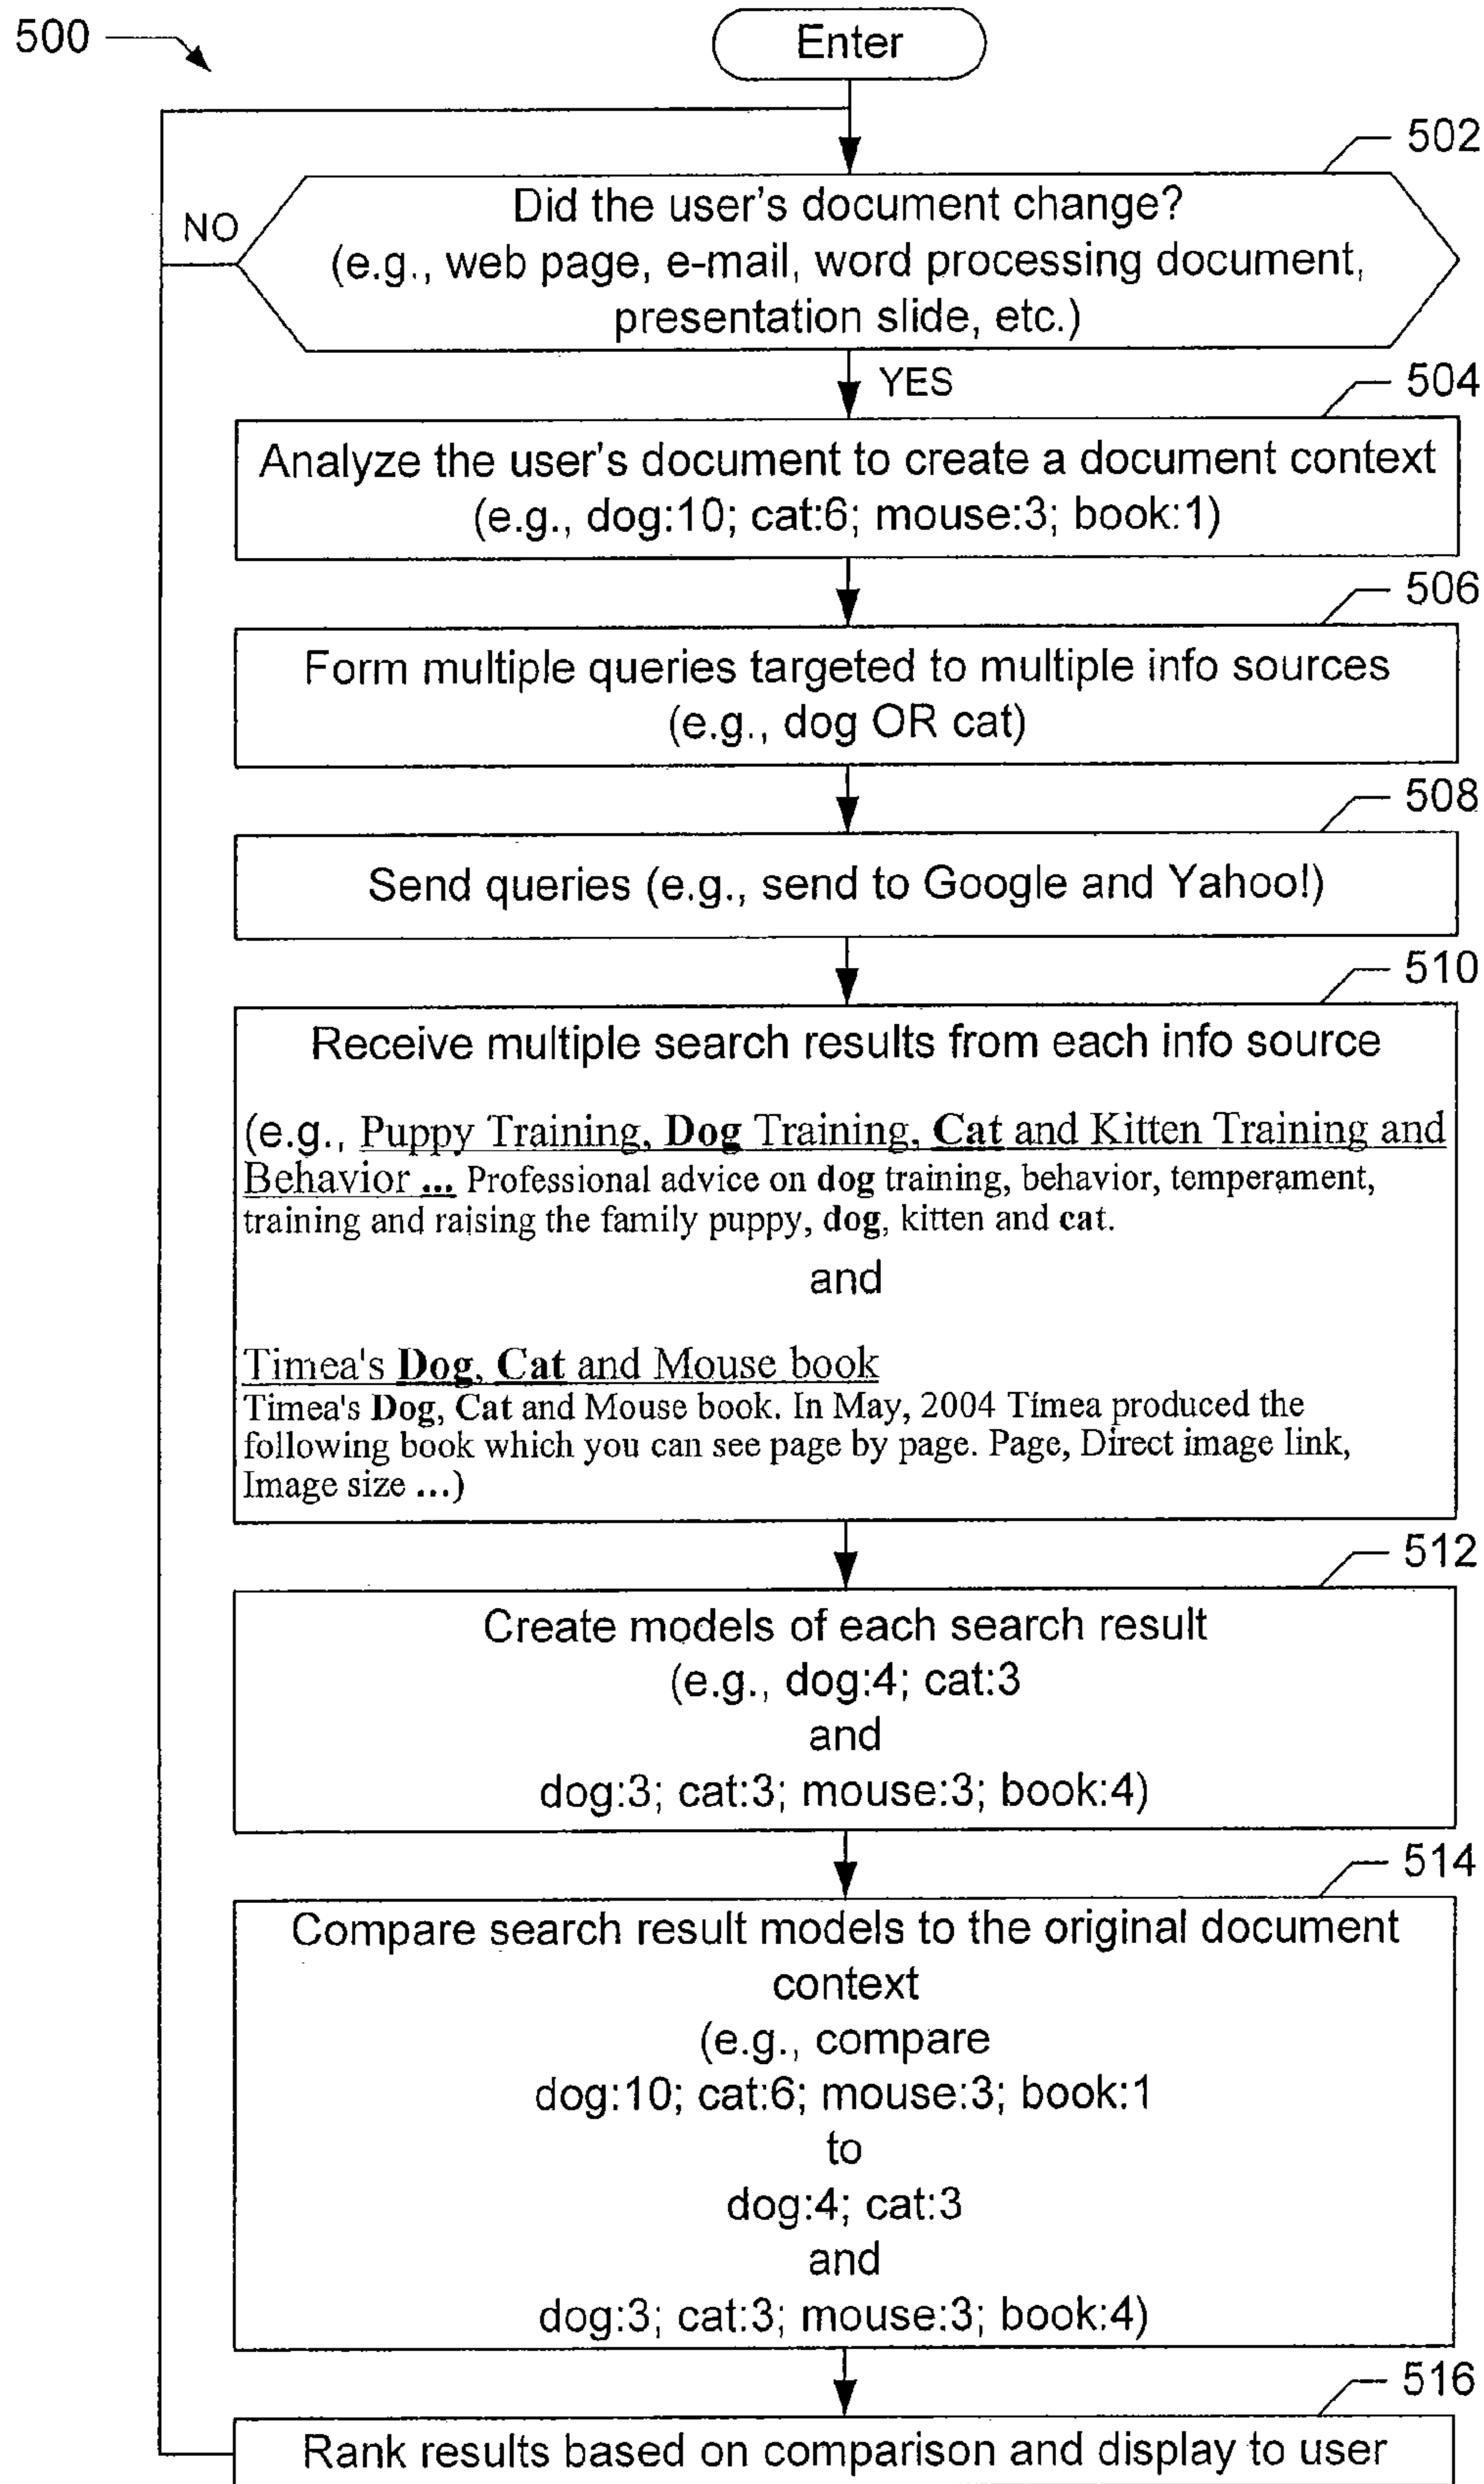 500
Enter
502
Did the user's document change?
NO
(e.g., web page, e-mail, word processing document,
presentation slide, etc.)
YES
504
Analyze the user's document to create a document context
(e.g., dog:10; cat:6; mouse:3; book:1)
506
Form multiple queries targeted to multiple info sources
(e.g., dog OR cat)
508
Send queries (e.g., send to Google and Yahoo!)
510
Receive multiple search results from each info source
(e.g., Puppy Training, Dog Training, Cat and Kitten Training and
Behavior ... Professional advice on dog training, behavior, temperament,
training and raising the family puppy, dog, kitten and cat.
and
Timea's Dog, Cat and Mouse book
Timea's Dog, Cat and Mouse book. In May, 2004 Timea produced the
following book which you can see page by page. Page, Direct image link,
Image size ...)
512
Create models of each search result
(e.g., dog:4; cat:3
and
dog:3; cat:3; mouse:3; book:4)
514
Compare search result models to the original document
context
(e.g., compare
dog:10; cat:6; mouse:3; book:1
to
dog:4; cat:3
and
dog:3; cat:3; mouse:3; book:4)
516
Rank results based on comparison and display to user